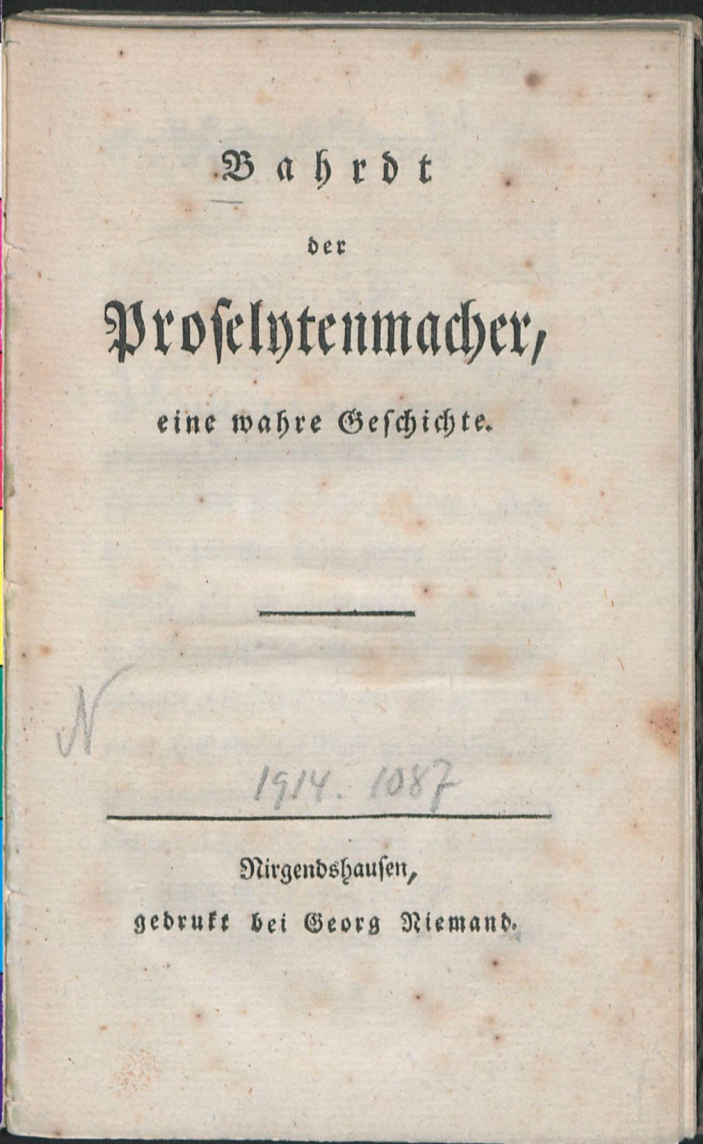 Bahrdt
der
Proſelytenmacher,
eine wahre Geſchichte.
N
1914. 1087
Nirgendshauſen,
gedrukt bei Georg Niemand.